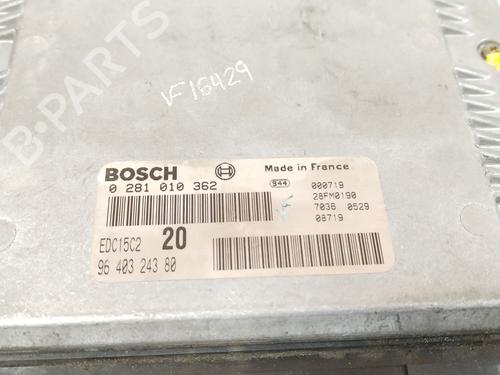 B-PARTS
VF16429
BOSCH
Made in France
0 281 010 362
S44
000719
28FM0190
7036 0529
08719
EDC15C2 20
96 403 243 80